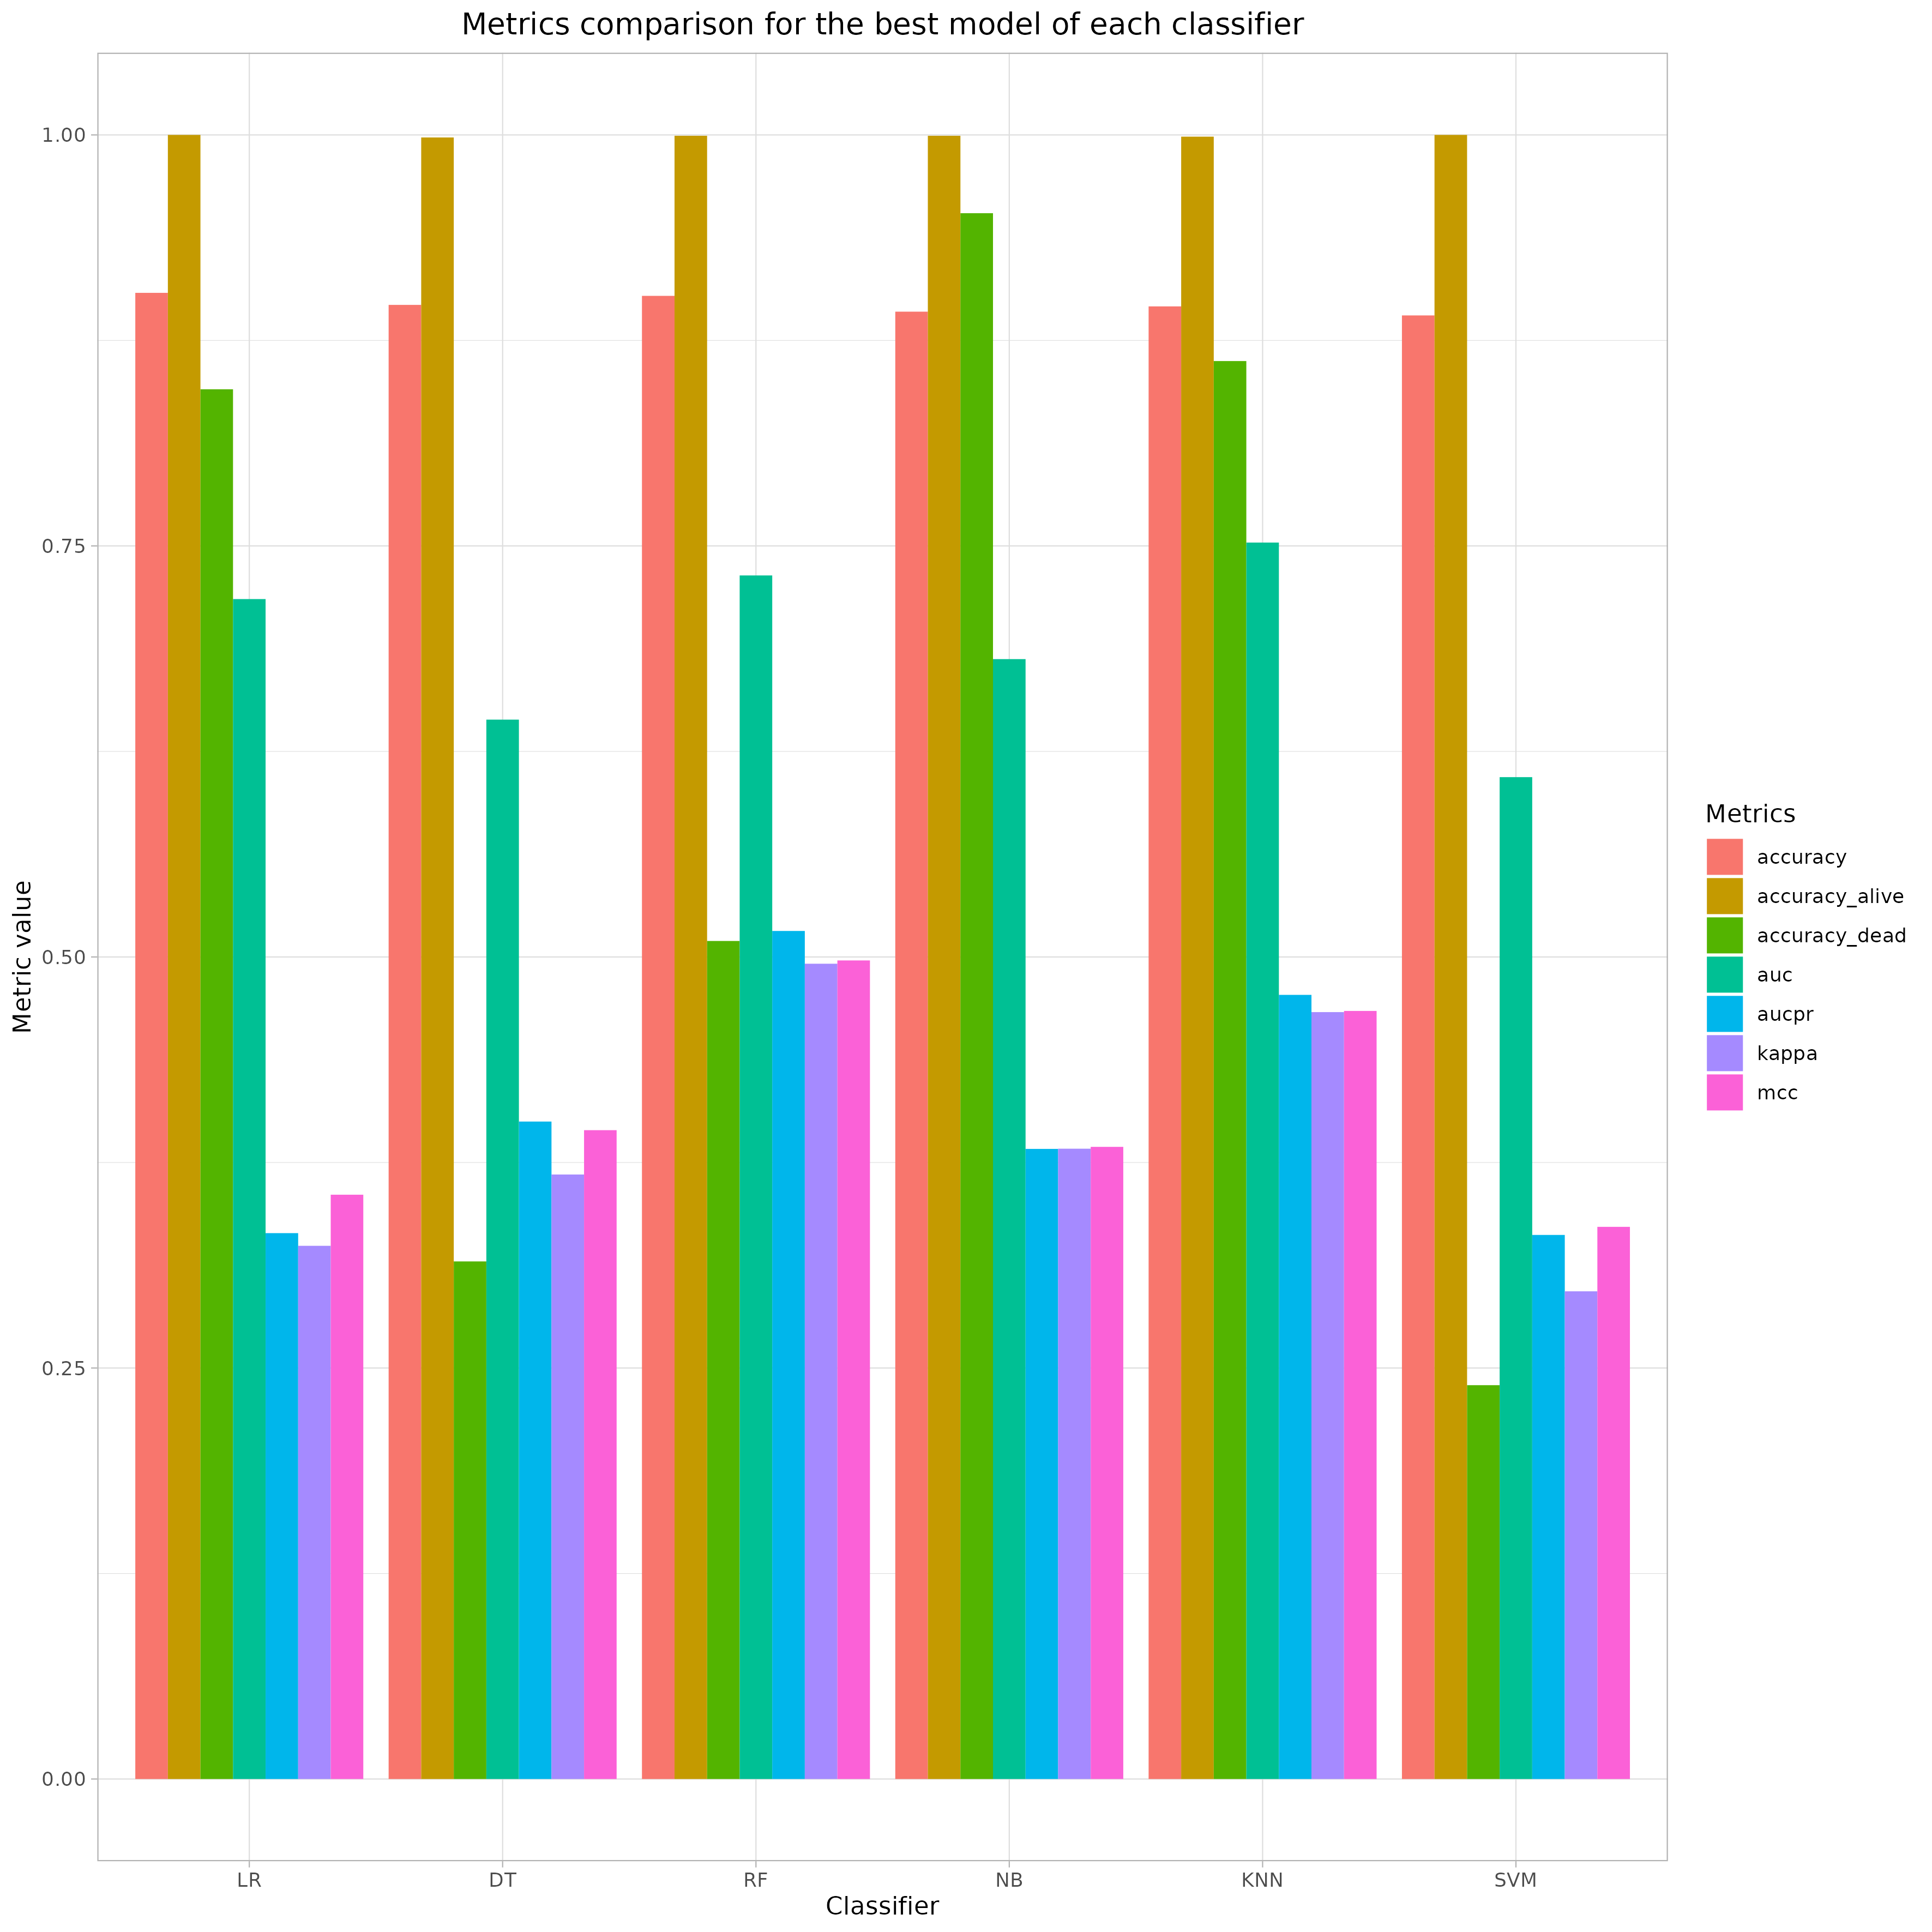 Metrics comparison for the best model of each classifier
Metric value
1.00
0.75
0.50
0.25
0.00
LR DT RF NB KNN SVM
Classifier
Metrics
accuracy
accuracy_alive
accuracy_dead
auc
aucpr
kappa
mcc